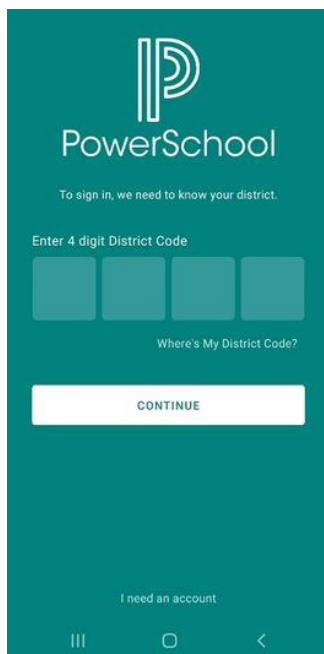 PowerSchool
To sign in, we need to know your district.
Enter 4 digit District Code
Where's My District Code?
CONTINUE
I need an account